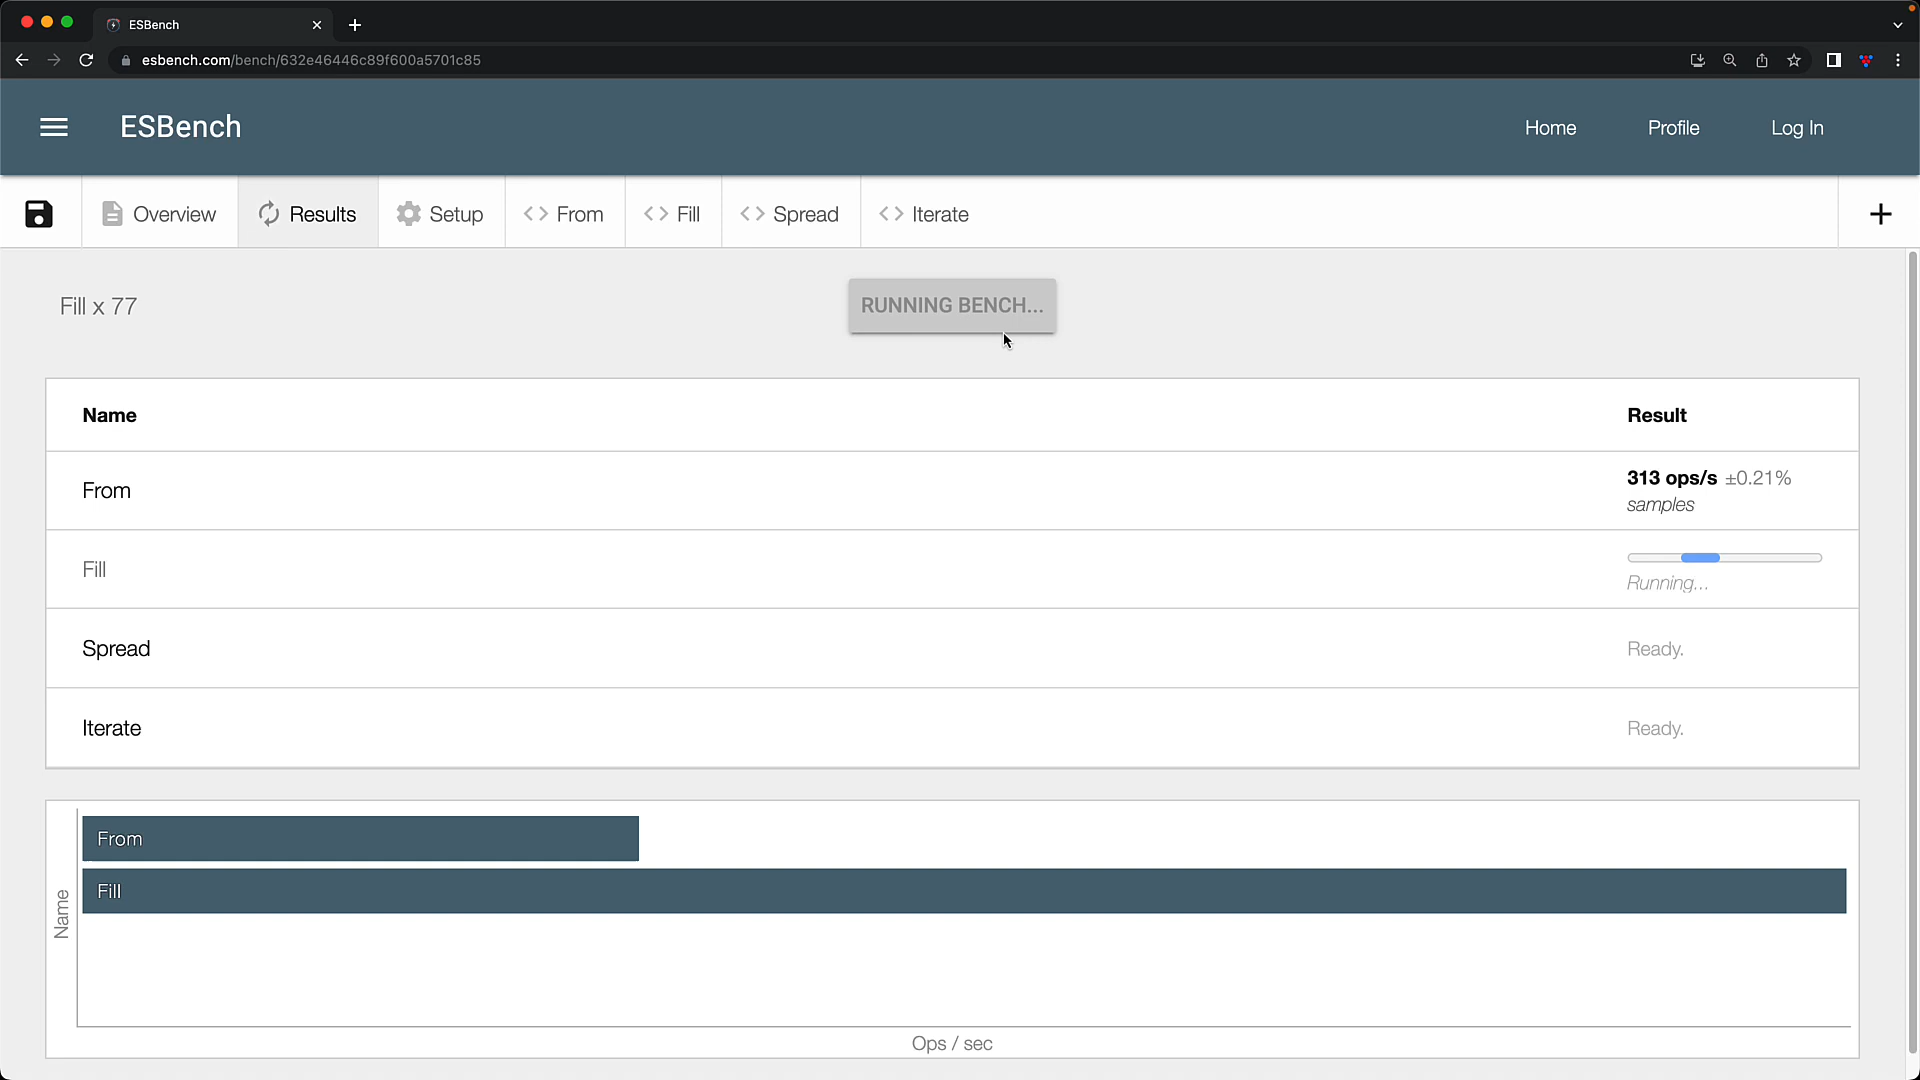 ESBench
esbench.com/bench/632e46446c89f600a5701c85
ESBench
Home
Profile
Log In
Overview
Results
Setup
From
Fill
Spread
Iterate
Fill x 77
RUNNING BENCH...
Name
Result
From
313 ops/s ±0.21%
samples
Fill
Running...
Spread
Ready.
Iterate
Ready.
From
Fill
Name
Ops / sec